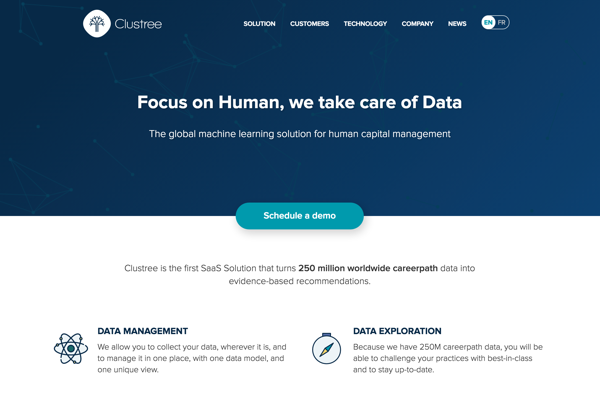 Clustree
SOLUTION CUSTOMERS TECHNOLOGY COMPANY NEWS EN FR
Focus on Human, we take care of Data
The global machine learning solution for human capital management
Schedule a demo
Clustree is the first SaaS Solution that turns 250 million worldwide careerpath data into
evidence-based recommendations.
DATA MANAGEMENT
We allow you to collect your data, wherever it is, and
to manage it in one place, with one data model, and
one unique view.
DATA EXPLORATION
Because we have 250M careerpath data, you will be
able to challenge your practices with best-in-class
and to stay up-to-date.